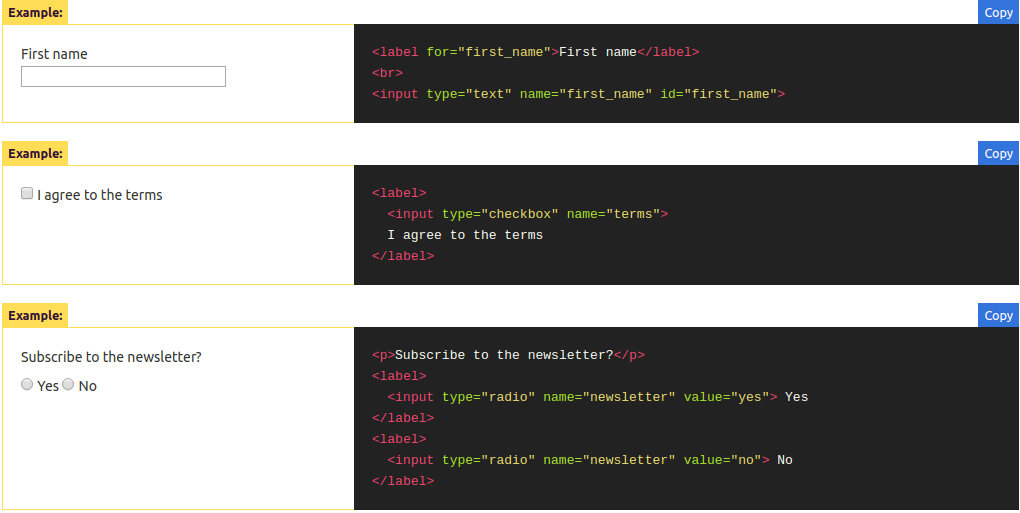 Example:
Copy
First name
<label for="first_name">First name</label>
<br>
<input type="text" name="first_name" id="first_name">
Example:
Copy
I agree to the terms
<label>
  <input type="checkbox" name="terms">
  I agree to the terms
</label>
Example:
Copy
Subscribe to the newsletter?
Yes No
<p>Subscribe to the newsletter?</p>
<label>
  <input type="radio" name="newsletter" value="yes"> Yes
</label>
<label>
  <input type="radio" name="newsletter" value="no"> No
</label>